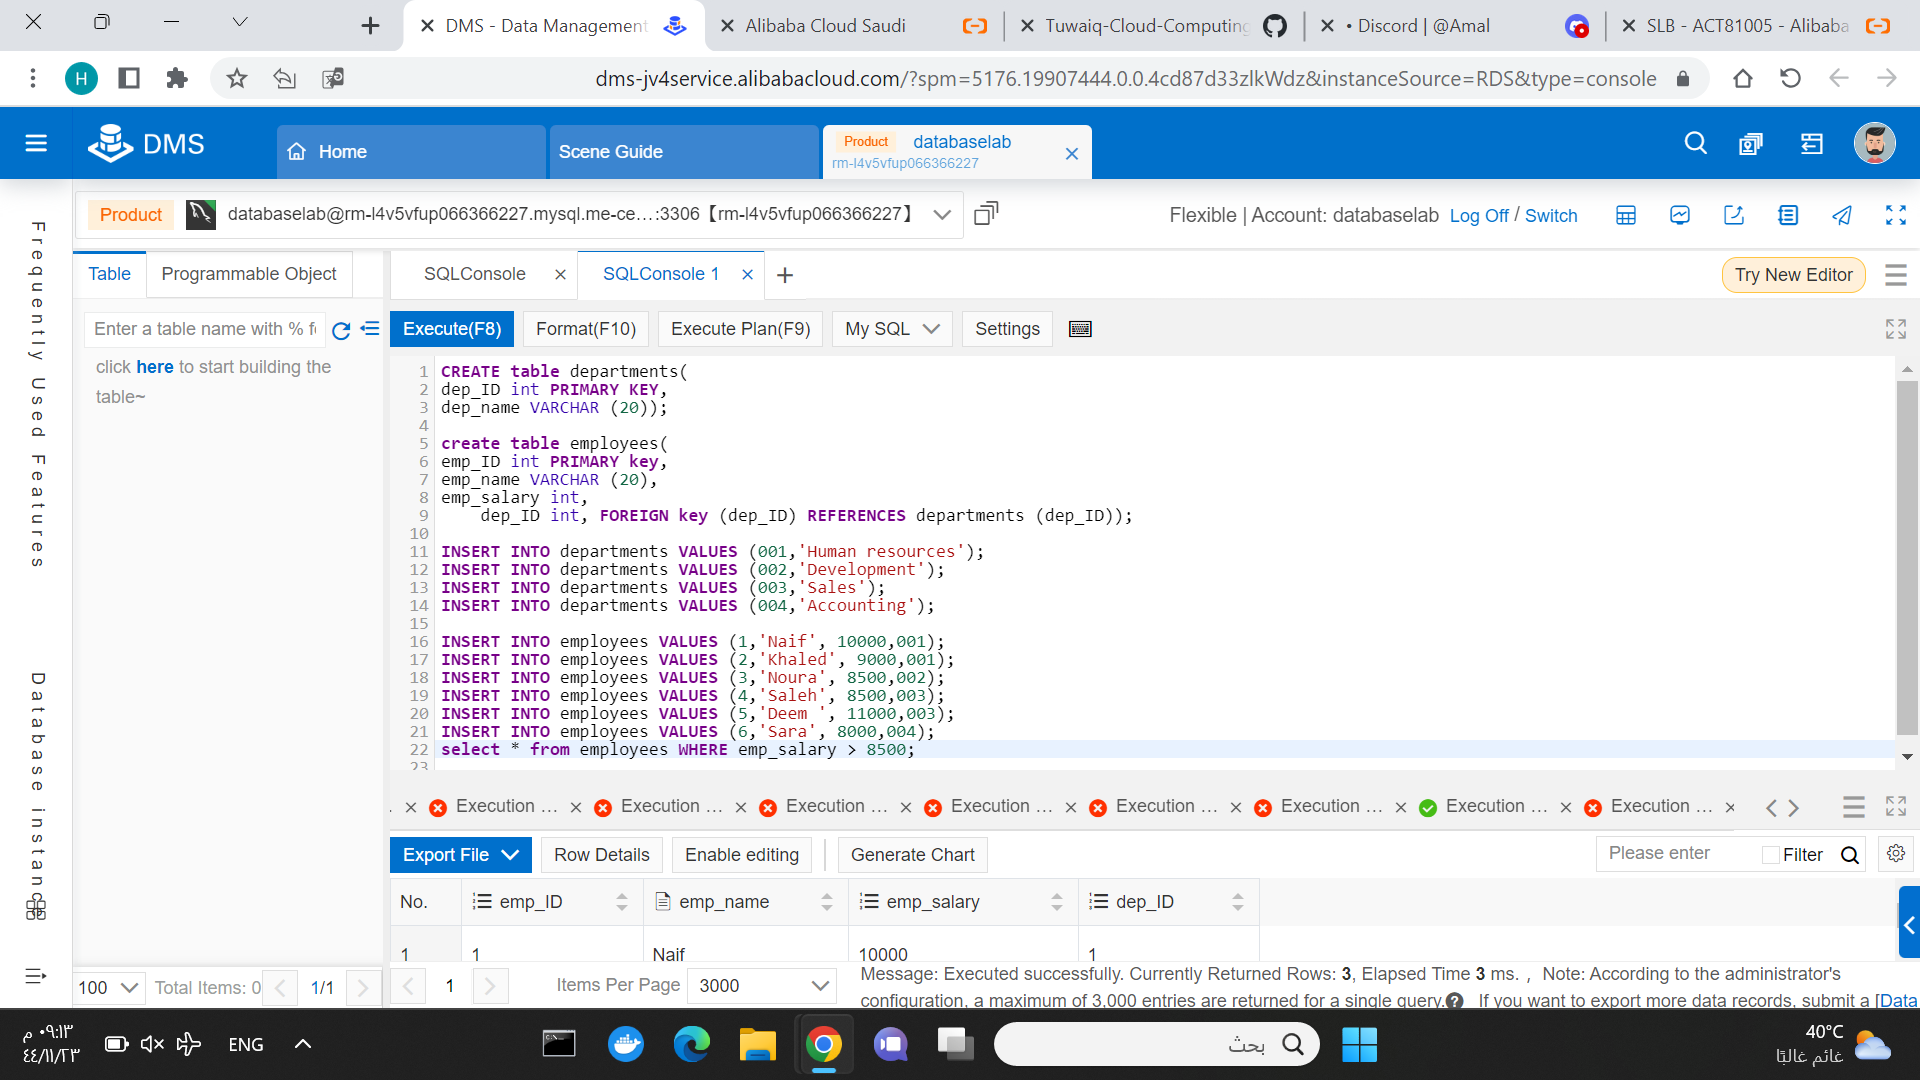 DMS - Data Management
Alibaba Cloud Saudi
Tuwaiq-Cloud-Computing
• Discord | @Amal
SLB - ACT81005 - Alibaba
H
dms-jv4service.alibabacloud.com/?spm=5176.19907444.0.0.4cd87d33zlkWdz&instanceSource=RDS&type=console
DMS
Home
Scene Guide
Product
databaselab
rm-l4v5vfup066366227
Product
databaselab@rm-l4v5vfup066366227.mysql.me-ce...:3306【rm-l4v5vfup066366227】
Flexible | Account: databaselab Log Off / Switch
Frequently Used Features
Database instance
Table
Programmable Object
SQLConsole
SQLConsole 1
Try New Editor
Enter a table name with % f
click here to start building the
table~
Execute(F8)
Format(F10)
Execute Plan(F9)
My SQL
Settings
1 CREATE table departments(
2 dep_ID int PRIMARY KEY,
3 dep_name VARCHAR (20));
4
5 create table employees(
6 emp_ID int PRIMARY key,
7 emp_name VARCHAR (20),
8 emp_salary int,
9 dep_ID int, FOREIGN key (dep_ID) REFERENCES departments (dep_ID));
10
11 INSERT INTO departments VALUES (001,'Human resources');
12 INSERT INTO departments VALUES (002,'Development');
13 INSERT INTO departments VALUES (003,'Sales');
14 INSERT INTO departments VALUES (004,'Accounting');
15
16 INSERT INTO employees VALUES (1,'Naif', 10000,001);
17 INSERT INTO employees VALUES (2,'Khaled', 9000,001);
18 INSERT INTO employees VALUES (3,'Noura', 8500,002);
19 INSERT INTO employees VALUES (4,'Saleh', 8500,003);
20 INSERT INTO employees VALUES (5,'Deem ', 11000,003);
21 INSERT INTO employees VALUES (6,'Sara', 8000,004);
22 select * from employees WHERE emp_salary > 8500;
23
Execution ...
Execution ...
Execution ...
Execution ...
Execution ...
Execution ...
Execution ...
Execution ...
Export File
Row Details
Enable editing
Generate Chart
Please enter
Filter
No. emp_ID emp_name emp_salary dep_ID
1 1 Naif 10000 1
100
Total Items: 0
1/1
1
Items Per Page
3000
Message: Executed successfully. Currently Returned Rows: 3, Elapsed Time 3 ms. , Note: According to the administrator's
configuration, a maximum of 3,000 entries are returned for a single query. If you want to export more data records, submit a [Data
٠٩:١٣ م
٤٤/١١/٢٣
ENG
بحث
40°C
غائم غالبًا